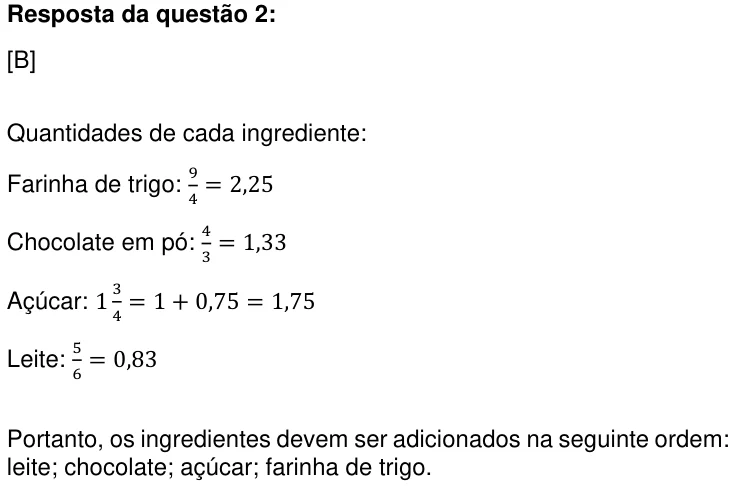 Resposta da questão 2:
[B]
Quantidades de cada ingrediente:
Farinha de trigo: 9/4 = 2,25
Chocolate em pó: 4/3 = 1,33
Açúcar: 1 3/4 = 1 + 0,75 = 1,75
Leite: 5/6 = 0,83
Portanto, os ingredientes devem ser adicionados na seguinte ordem:
leite; chocolate; açúcar; farinha de trigo.